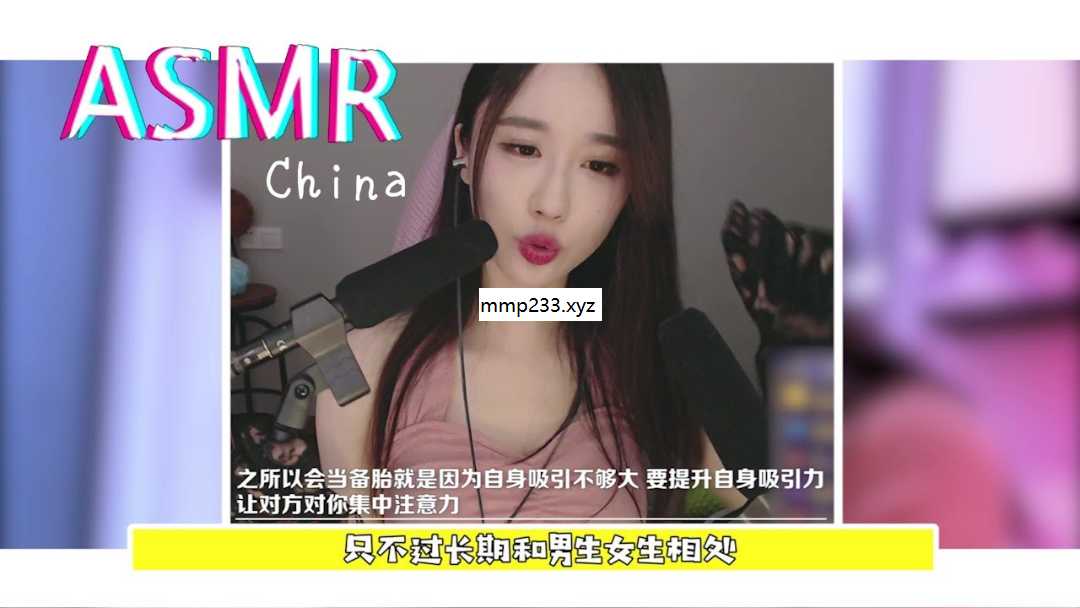 ASMR
China
mmp233.xyz
之所以会当备胎就是因为自身吸引不够大 要提升自身吸引力
让对方对你集中注意力
只不过长期和男生女生相处